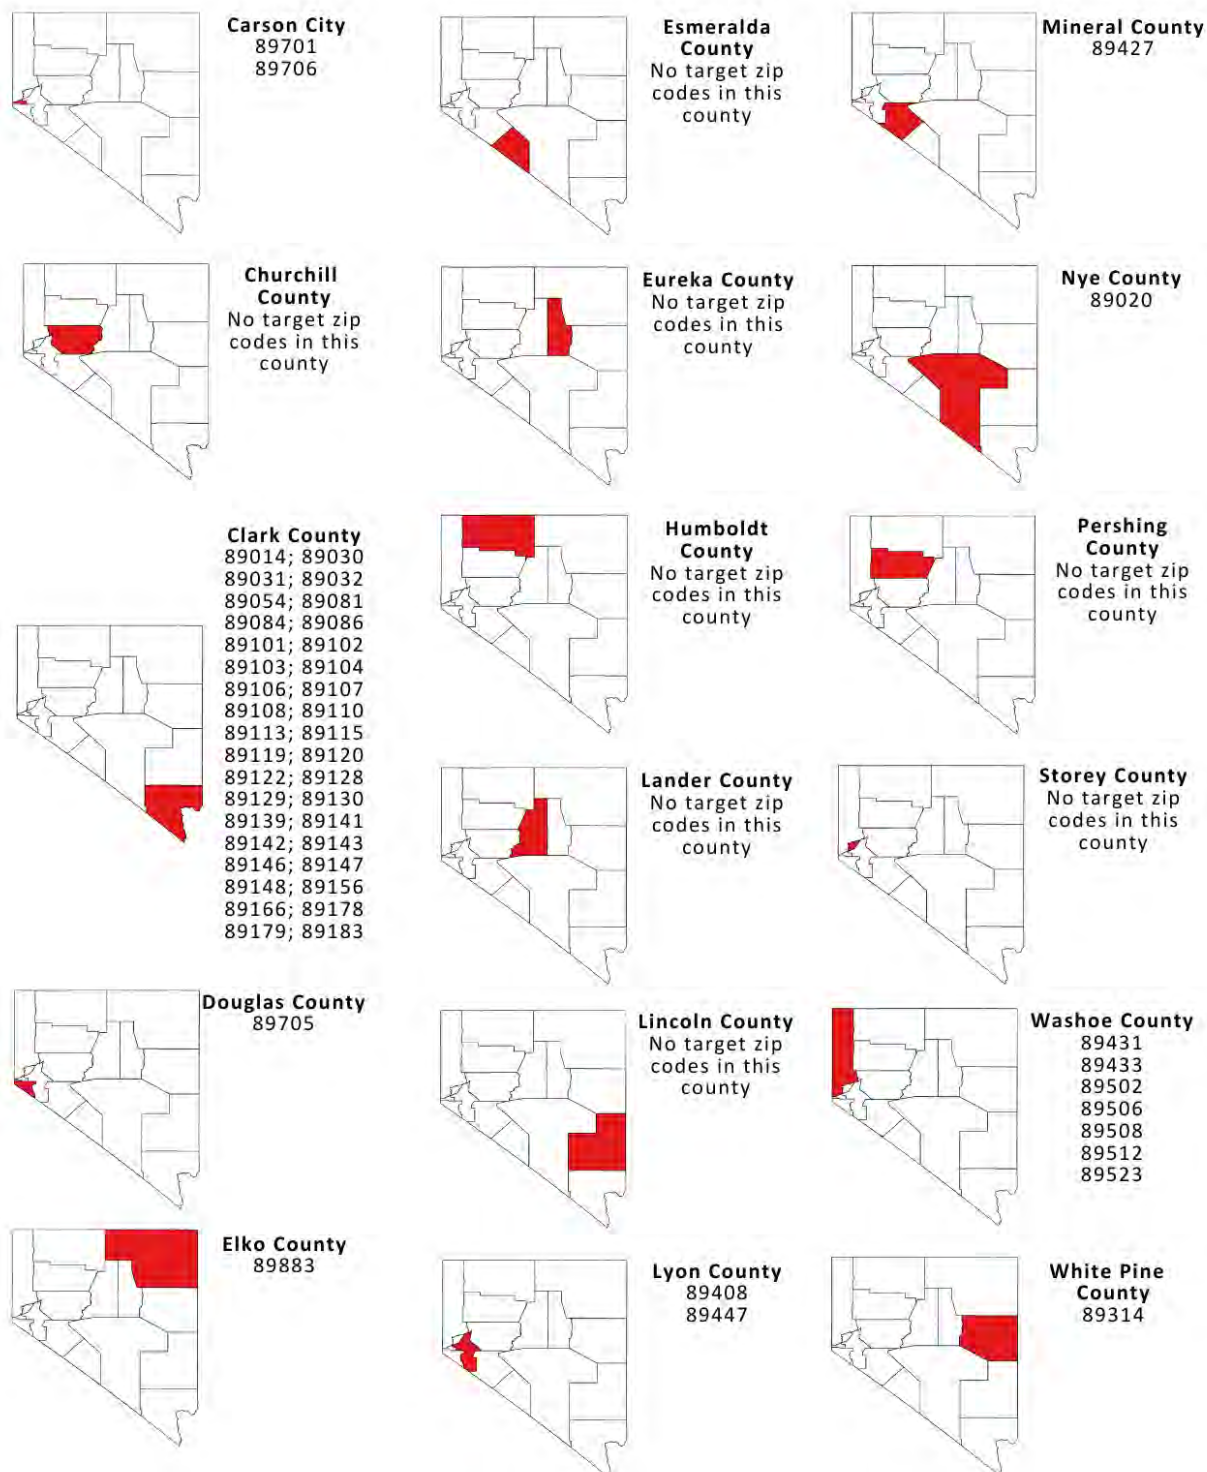 Carson City
89701
89706
Churchill
County
No target zip
codes in this
county
Clark County
89014; 89030
89031; 89032
89054; 89081
89084; 89086
89101; 89102
89103; 89104
89106; 89107
89108; 89110
89113; 89115
89119; 89120
89122; 89128
89129; 89130
89139; 89141
89142; 89143
89146; 89147
89148; 89156
89166; 89178
89179; 89183
Douglas County
89705
Elko County
89883
Esmeralda
County
No target zip
codes in this
county
Eureka County
No target zip
codes in this
county
Humboldt
County
No target zip
codes in this
county
Lander County
No target zip
codes in this
county
Lincoln County
No target zip
codes in this
county
Lyon County
89408
89447
Mineral County
89427
Nye County
89020
Pershing
County
No target zip
codes in this
county
Storey County
No target zip
codes in this
county
Washoe County
89431
89433
89502
89506
89508
89512
89523
White Pine
County
89314